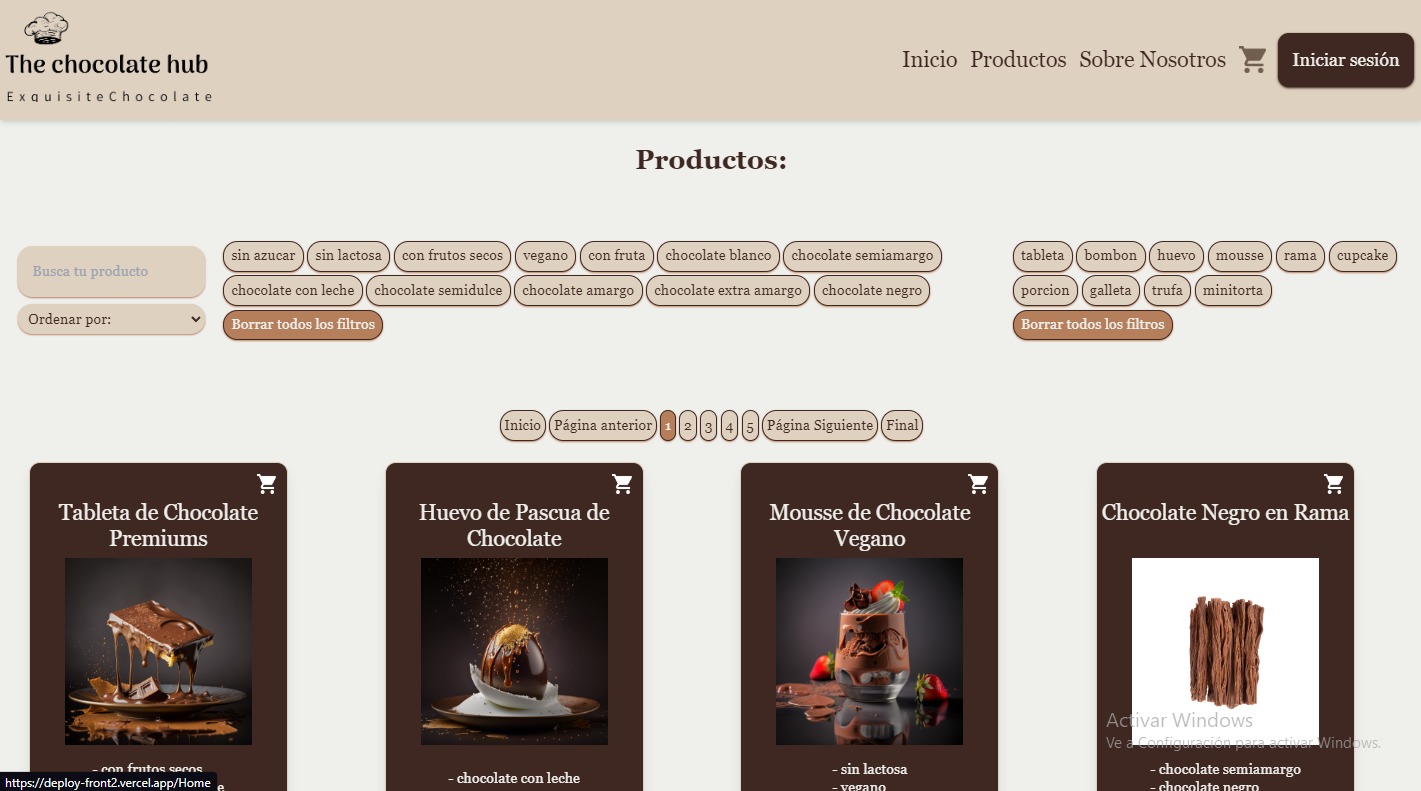 The chocolate hub
ExquisiteChocolate
Inicio Productos Sobre Nosotros Iniciar sesión
Productos:
Busca tu producto
Ordenar por:
sin azucar sin lactosa con frutos secos vegano con fruta chocolate blanco chocolate semiamargo
chocolate con leche chocolate semidulce chocolate amargo chocolate extra amargo chocolate negro
Borrar todos los filtros
tableta bombon huevo mousse rama cupcake
porcion galleta trufa minitorta
Borrar todos los filtros
Inicio Página anterior 1 2 3 4 5 Página Siguiente Final
Tableta de Chocolate
Premiums
- con frutos secos
Huevo de Pascua de
Chocolate
- chocolate con leche
Mousse de Chocolate
Vegano
- sin lactosa
- vegano
Chocolate Negro en Rama
- chocolate semiamargo
- chocolate negro
Activar Windows
Ve a Configuración para activar Windows.
https://deploy-front2.vercel.app/Home